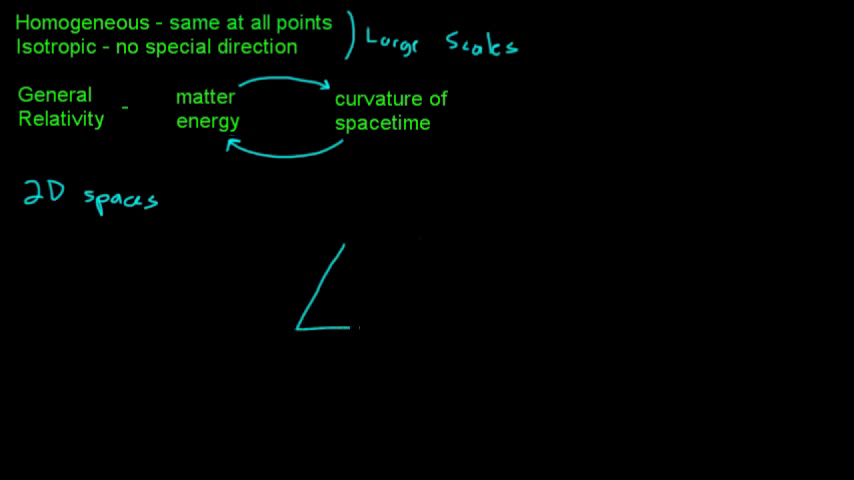 Homogeneous - same at all points
Isotropic - no special direction
Large Scales
General Relativity - matter energy curvature of spacetime
2D spaces